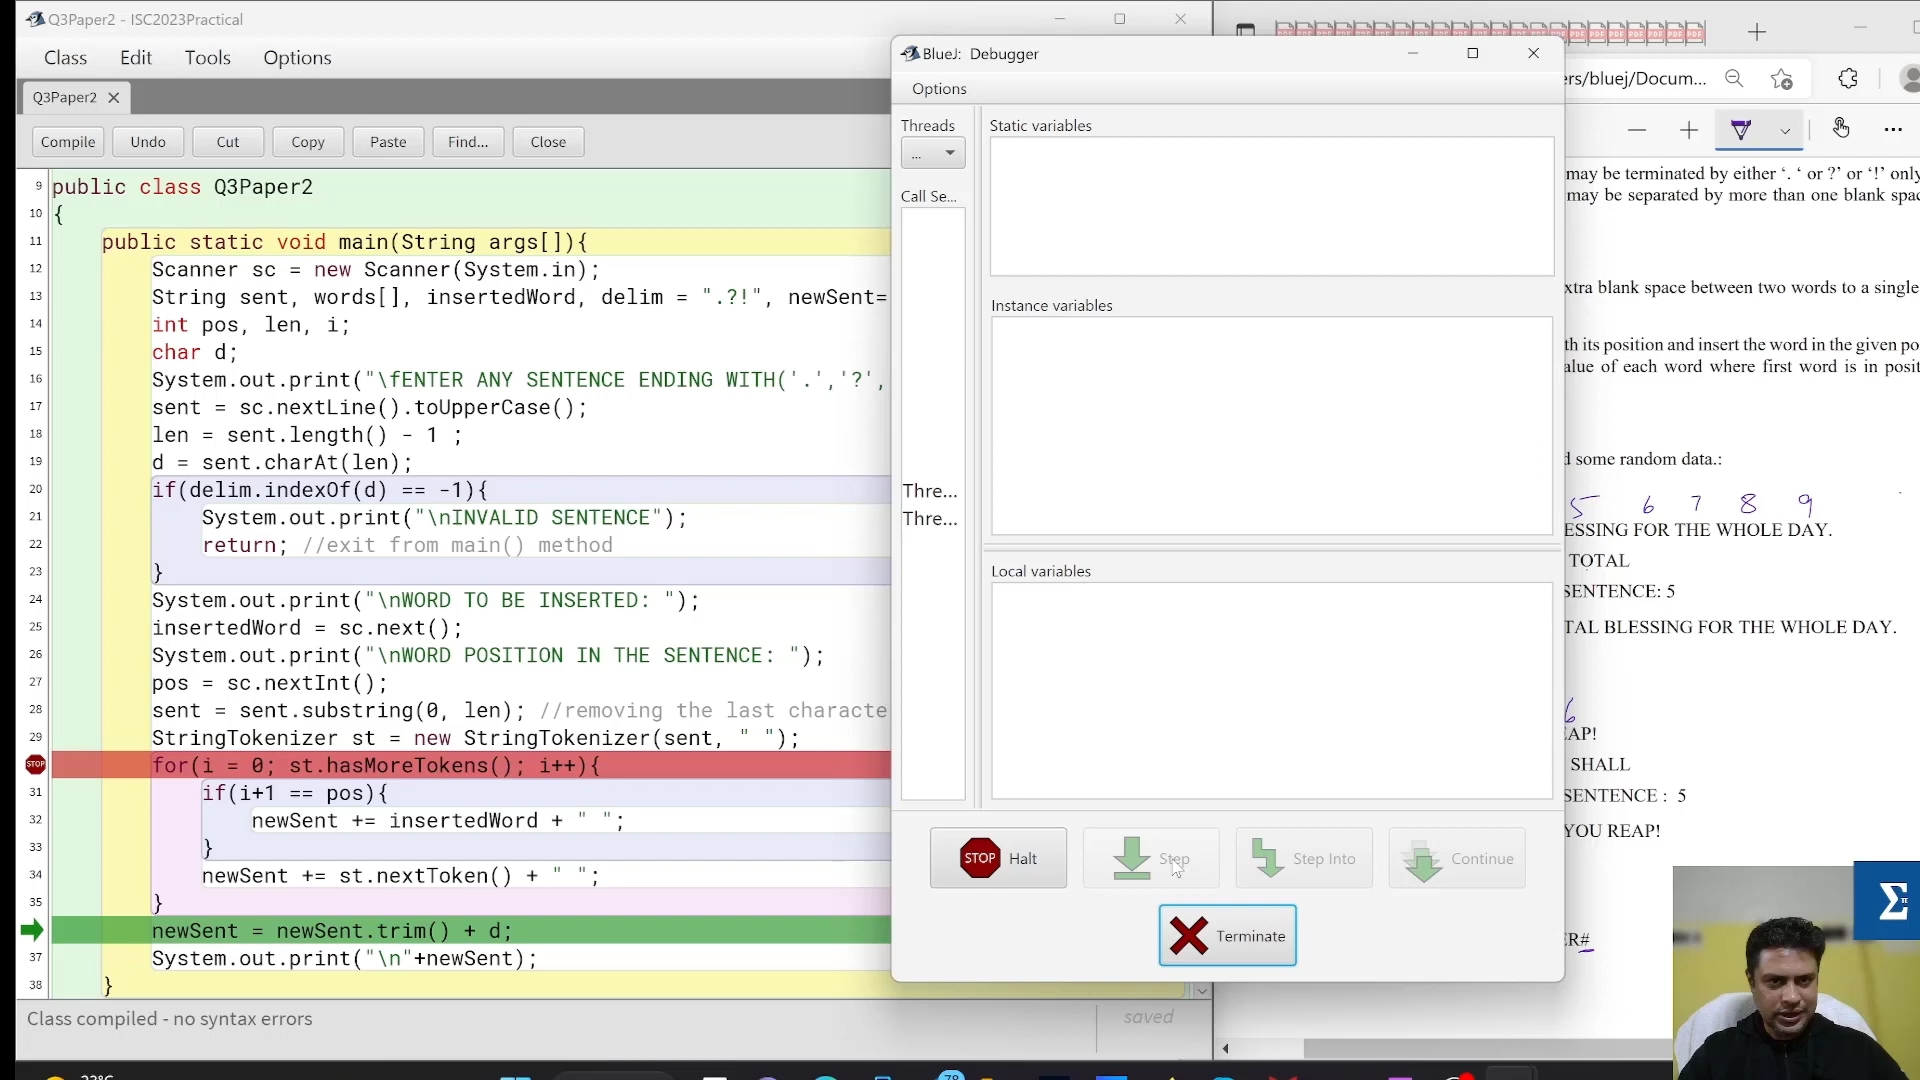 Q3Paper2 - ISC2023Practical
Class Edit Tools Options
Q3Paper2
Compile Undo Cut Copy Paste Find... Close
9 public class Q3Paper2
10 {
11 public static void main(String args[]){
12 Scanner sc = new Scanner(System.in);
13 String sent, words[], insertedWord, delim = ".?!", newSent=
14 int pos, len, i;
15 char d;
16 System.out.print("\fENTER ANY SENTENCE ENDING WITH('.','?',
17 sent = sc.nextLine().toUpperCase();
18 len = sent.length() - 1 ;
19 d = sent.charAt(len);
20 if(delim.indexOf(d) == -1){
21 System.out.print("\nINVALID SENTENCE");
22 return; //exit from main() method
23 }
24 System.out.print("\nWORD TO BE INSERTED: ");
25 insertedWord = sc.next();
26 System.out.print("\nWORD POSITION IN THE SENTENCE: ");
27 pos = sc.nextInt();
28 sent = sent.substring(0, len); //removing the last characte
29 StringTokenizer st = new StringTokenizer(sent, " ");
STOP for(i = 0; st.hasMoreTokens(); i++){
31 if(i+1 == pos){
32 newSent += insertedWord + " ";
33 }
34 newSent += st.nextToken() + " ";
35 }
newSent = newSent.trim() + d;
37 System.out.print("\n"+newSent);
38 }
Class compiled - no syntax errors
saved
BlueJ: Debugger
Options
Threads
...
Call Se...
Thre...
Thre...
Static variables
Instance variables
Local variables
STOP Halt Step Step Into Continue
Terminate
ers/bluej/Docum...
may be terminated by either ‘. ‘ or ?’ or ‘!’ only
may be separated by more than one blank spac
xtra blank space between two words to a single
th its position and insert the word in the given po
alue of each word where first word is in posit
d some random data.:
5 6 7 8 9
ESSING FOR THE WHOLE DAY.
TOTAL
SENTENCE: 5
TAL BLESSING FOR THE WHOLE DAY.
6
EAP!
SHALL
SENTENCE : 5
YOU REAP!
ER#
Σ
23°C
78